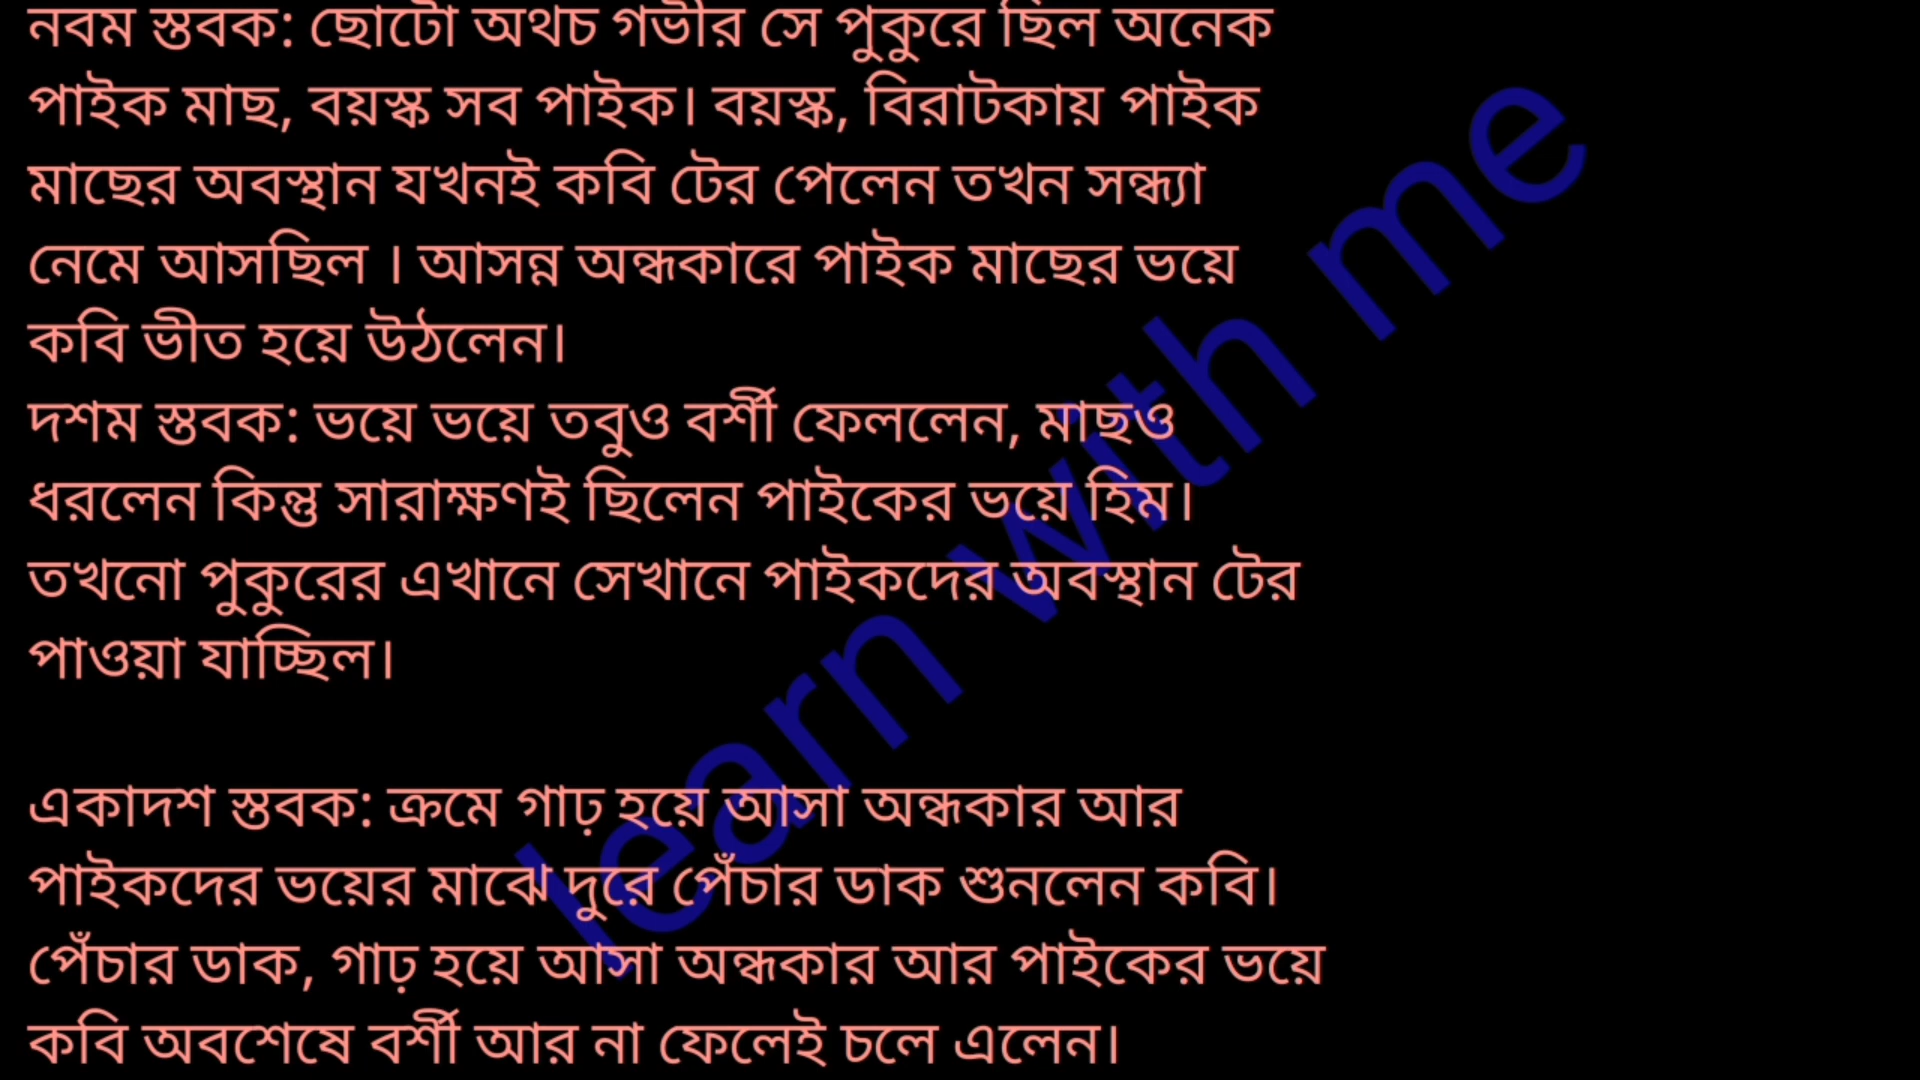 নবম স্তবক: ছোটো অথচ গভীর সে পুকুরে ছিল অনেক
পাইক মাছ, বয়স্ক সব পাইক। বয়স্ক, বিরাটকায় পাইক
মাছের অবস্থান যখনই কবি টের পেলেন তখন সন্ধ্যা
নেমে আসছিল । আসন্ন অন্ধকারে পাইক মাছের ভয়ে
কবি ভীত হয়ে উঠলেন।
দশম স্তবক: ভয়ে ভয়ে তবুও বর্শী ফেললেন, মাছও
ধরলেন কিন্তু সারাক্ষণই ছিলেন পাইকের ভয়ে হিম।
তখনো পুকুরের এখানে সেখানে পাইকদের অবস্থান টের
পাওয়া যাচ্ছিল।
একাদশ স্তবক: ক্রমে গাঢ় হয়ে আসা অন্ধকার আর
পাইকদের ভয়ের মাঝে দুরে পেঁচার ডাক শুনলেন কবি।
পেঁচার ডাক, গাঢ় হয়ে আসা অন্ধকার আর পাইকের ভয়ে
কবি অবশেষে বর্শী আর না ফেলেই চলে এলেন।
learn with me